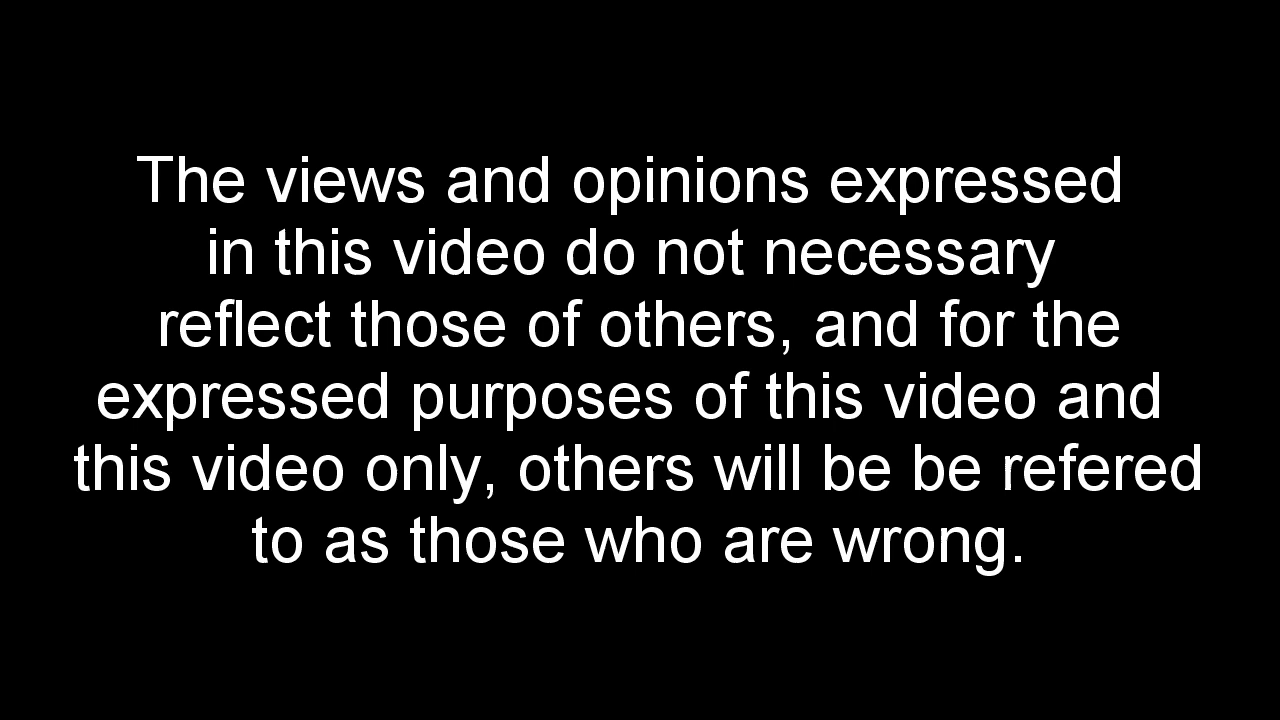 The views and opinions expressed
in this video do not necessary
reflect those of others, and for the
expressed purposes of this video and
this video only, others will be be refered
to as those who are wrong.